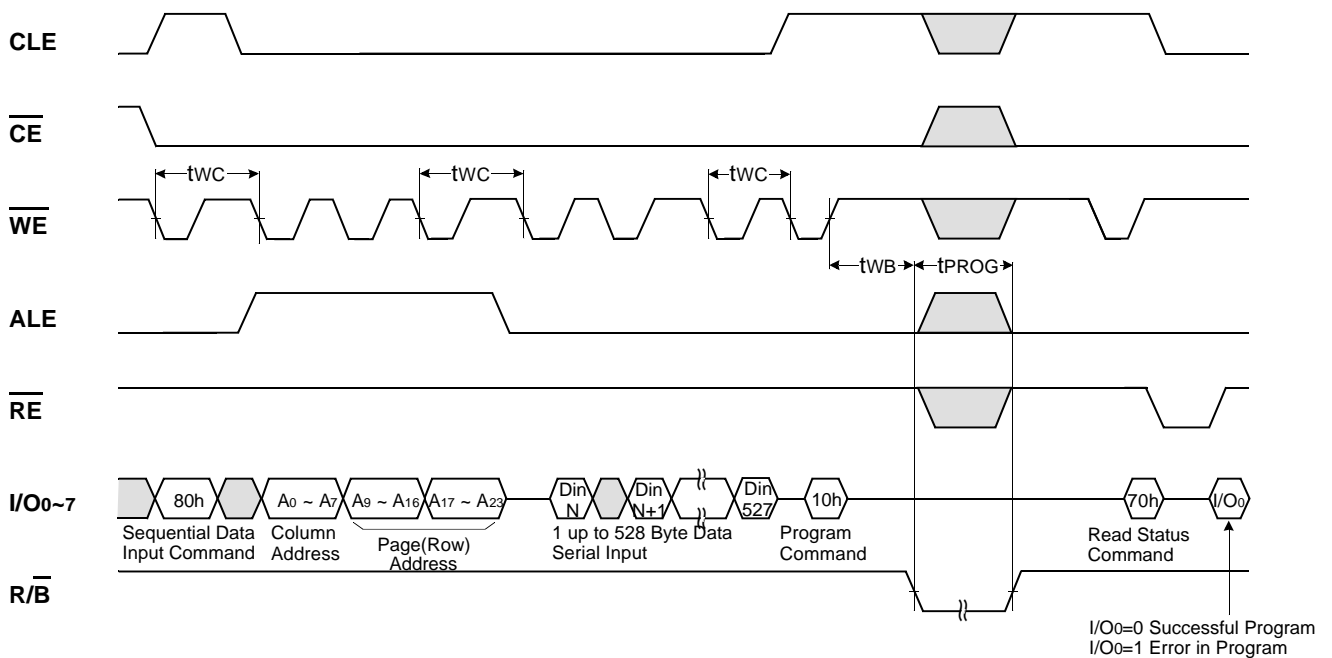 CLE
CE
tWC
tWC
tWC
WE
tWB
tPROG
ALE
RE
I/O0~7
80h
A0 ~ A7
A9 ~ A16
A17 ~ A23
Din
N
Din
N+1
Din
527
10h
70h
I/O0
Sequential Data
Input Command
Column
Address
Page(Row)
Address
1 up to 528 Byte Data
Serial Input
Program
Command
Read Status
Command
R/B
I/O0=0 Successful Program
I/O0=1 Error in Program